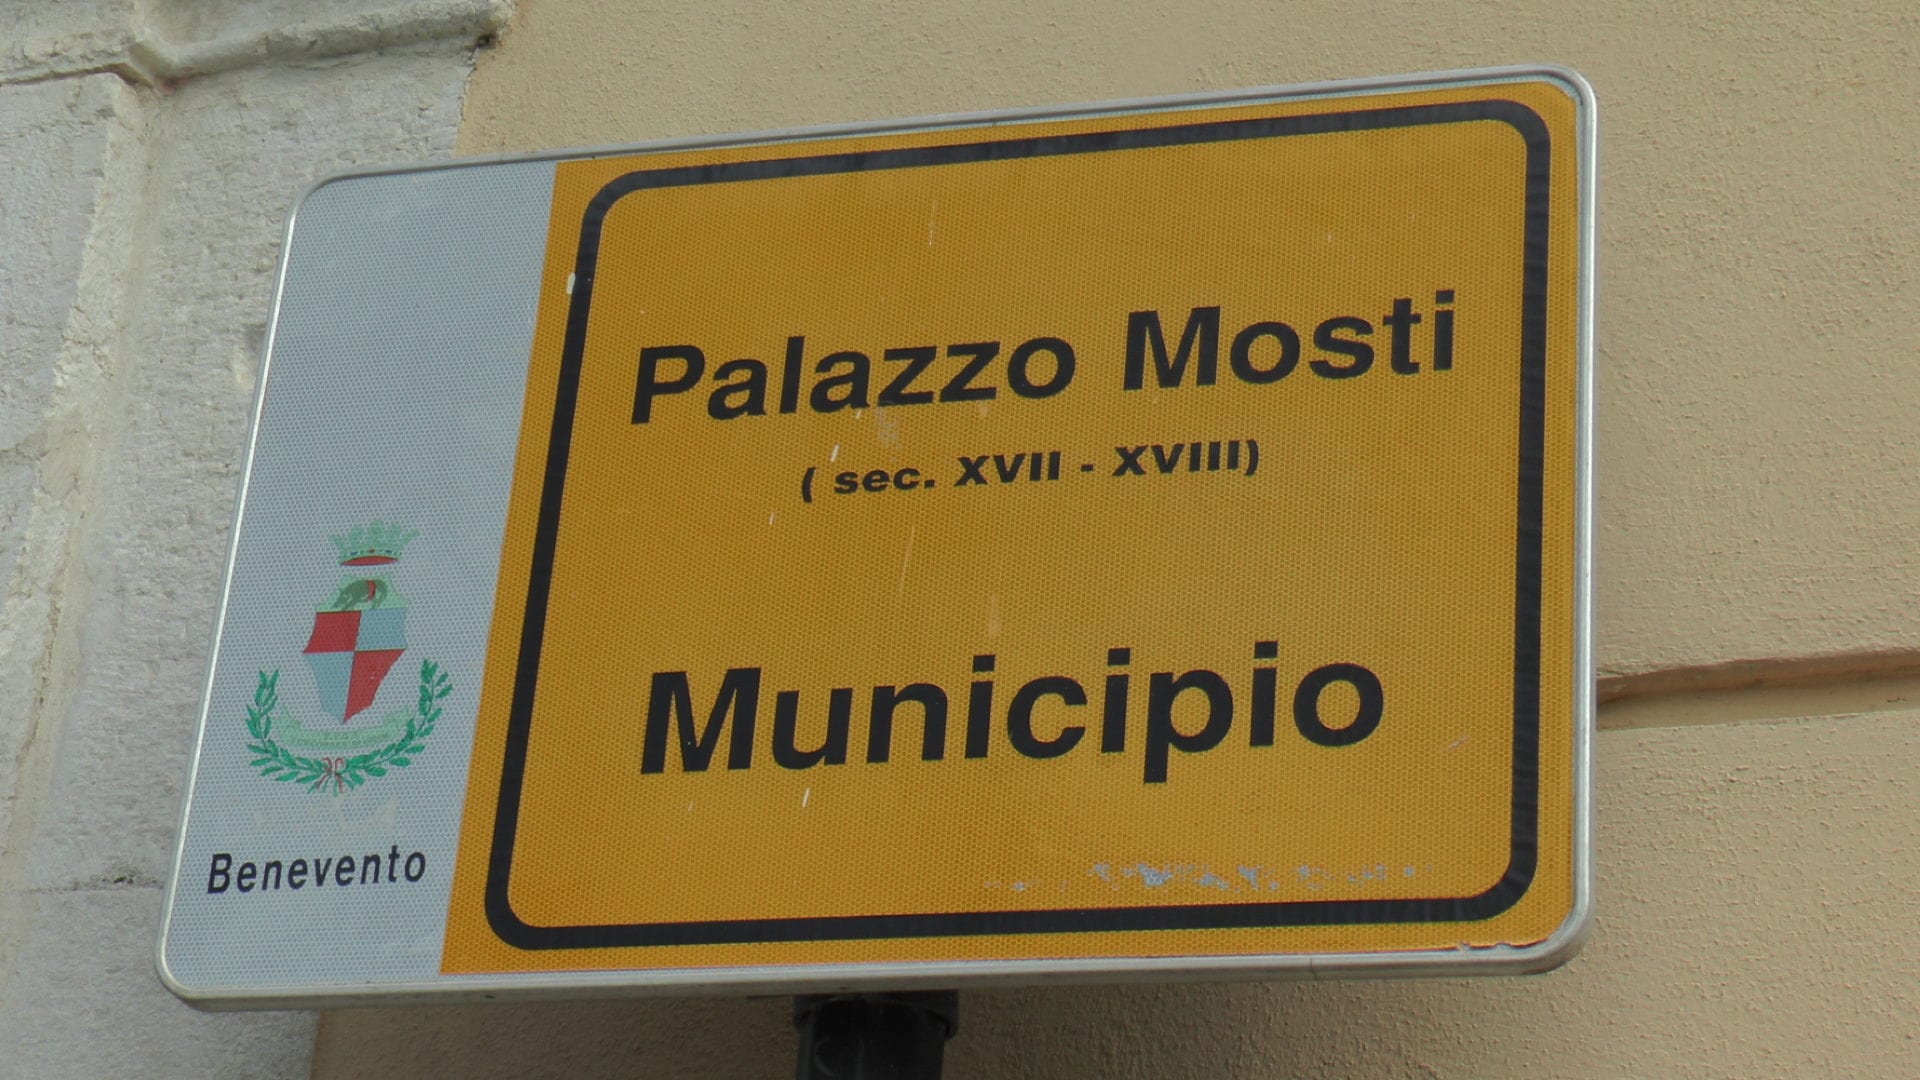 Palazzo Mosti
( sec. XVII - XVIII)
Municipio
Benevento